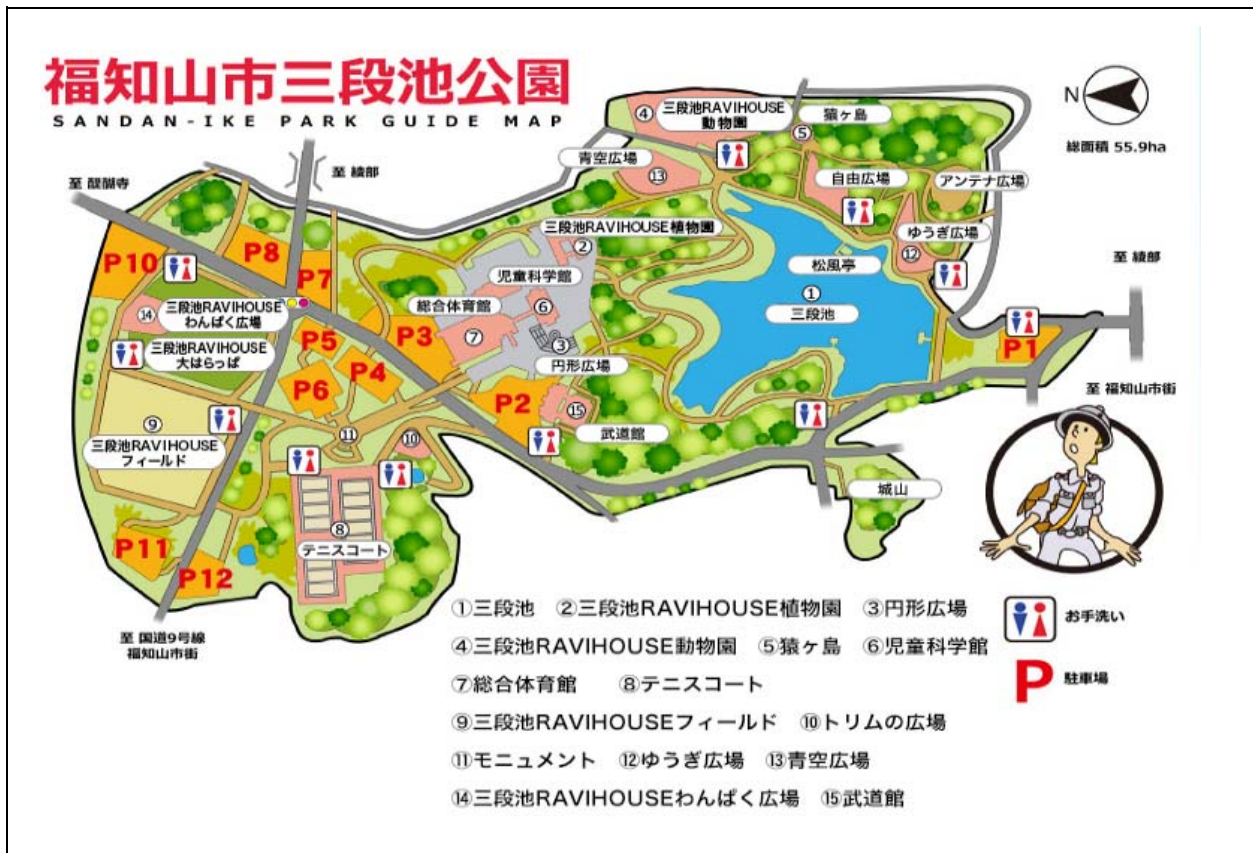 福知山市三段池公園
SANDAN-IKE PARK GUIDE MAP
N
総面積 55.9ha
④ 三段池RAVIHOUSE
動物園
猿ヶ島
⑤
青空広場
⑬
至 綾部
至 醍醐寺
自由広場
アンテナ広場
三段池RAVIHOUSE植物園
②
ゆうぎ広場
⑫
P10
P8
P7
児童科学館
⑥
松風亭
①
三段池
至 綾部
総合体育館
⑦
⑭ 三段池RAVIHOUSE
わんぱく広場
P5
P3
③
円形広場
P1
三段池RAVIHOUSE
大はらっぱ
P6
P4
P2
⑮
武道館
至 福知山市街
⑨
三段池RAVIHOUSE
フィールド
⑪
⑩
城山
P11
P12
⑧
テニスコート
至 国道9号線
福知山市街
①三段池 ②三段池RAVIHOUSE植物園 ③円形広場
④三段池RAVIHOUSE動物園 ⑤猿ヶ島 ⑥児童科学館
⑦総合体育館 ⑧テニスコート
⑨三段池RAVIHOUSEフィールド ⑩トリムの広場
⑪モニュメント ⑫ゆうぎ広場 ⑬青空広場
⑭三段池RAVIHOUSEわんぱく広場 ⑮武道館
お手洗い
P 駐車場